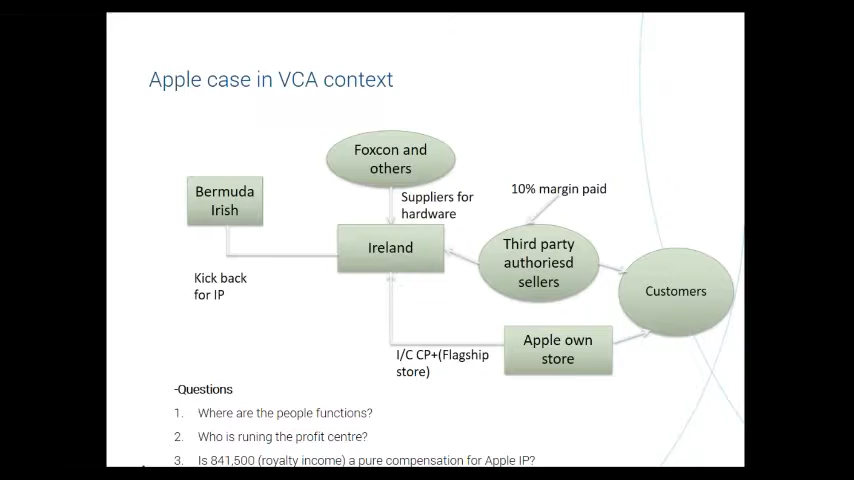 Apple case in VCA context
Foxcon and
others
Bermuda
Irish
Suppliers for
hardware
10% margin paid
Ireland
Third party
authoriesd
sellers
Customers
Kick back
for IP
Apple own
store
I/C CP+(Flagship
store)
-Questions
1. Where are the people functions?
2. Who is runing the profit centre?
3. Is 841,500 (royalty income) a pure compensation for Apple IP?